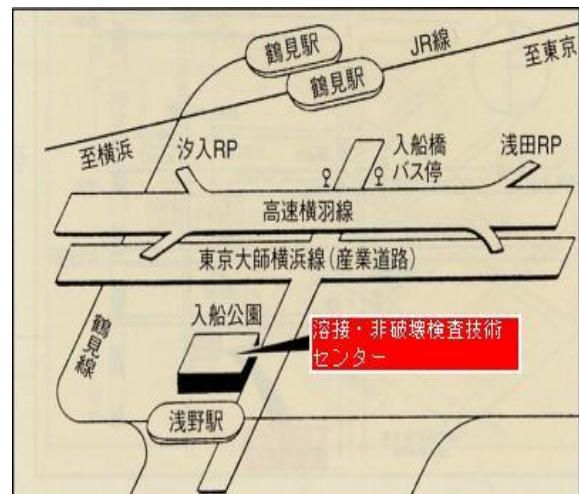 鶴見駅
JR線
至東京
鶴見駅
至横浜
汐入RP
入船橋
バス停
浅田RP
高速横羽線
東京大師横浜線(産業道路)
入船公園
溶接・非破壊検査技術
センター
鶴見線
浅野駅